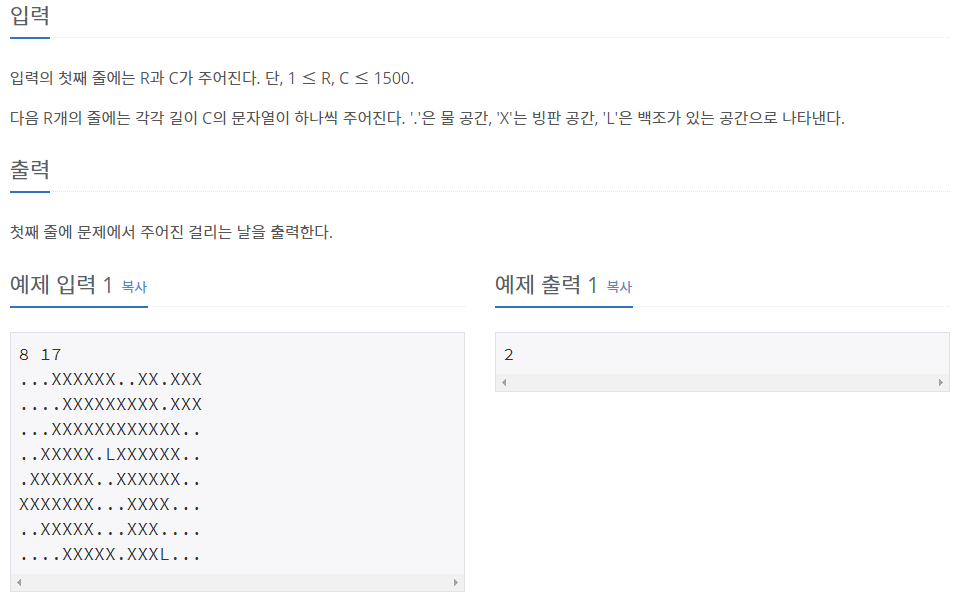 입력
입력의 첫째 줄에는 R과 C가 주어진다. 단, 1 ≤ R, C ≤ 1500.
다음 R개의 줄에는 각각 길이 C의 문자열이 하나씩 주어진다. '.'은 물 공간, 'X'는 빙판 공간, 'L'은 백조가 있는 공간으로 나타낸다.
출력
첫째 줄에 문제에서 주어진 걸리는 날을 출력한다.
예제 입력 1 복사
8 17
...XXXXXX..XX.XXX
....XXXXXXXXX.XXX
...XXXXXXXXXXXX..
..XXXXX.LXXXXXX..
.XXXXXX..XXXXXX..
XXXXXXX...XXXX...
..XXXXX...XXX....
....XXXXX.XXXL...
예제 출력 1 복사
2